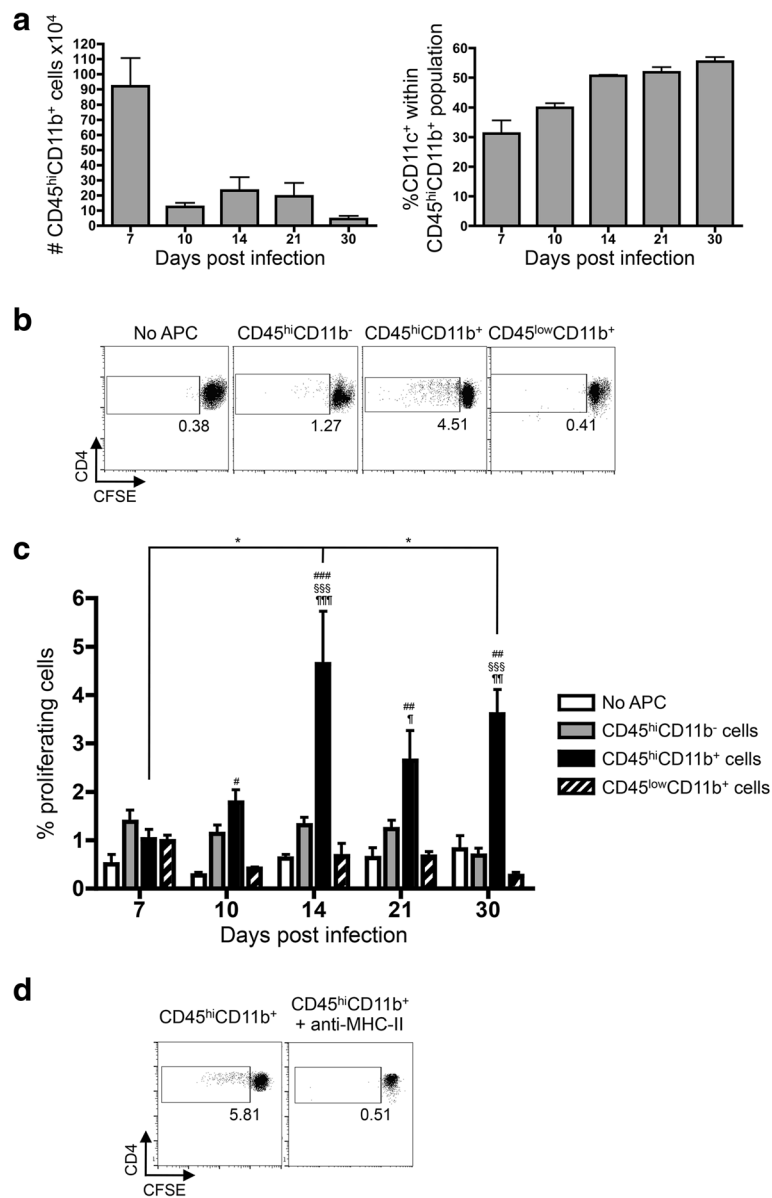 a
# CD45hiCD11b+ cells x10⁴
120
110
100
90
80
70
60
50
40
30
20
10
0
7 10 14 21 30
Days post infection
%CD11c+ within
CD45hiCD11b+ population
60
50
40
30
20
10
0
7 10 14 21 30
Days post infection
b
No APC CD45hiCD11b- CD45hiCD11b+ CD45lowCD11b+
0.38 1.27 4.51 0.41
CD4
CFSE
c
* *
% proliferating cells
6
5
4
3
2
1
0
#
###
§§§
¶¶¶
##
¶
##
§§§
¶¶
7 10 14 21 30
Days post infection
No APC
CD45hiCD11b- cells
CD45hiCD11b+ cells
CD45lowCD11b+ cells
d
CD45hiCD11b+
CD45hiCD11b+
+ anti-MHC-II
5.81 0.51
CD4
CFSE